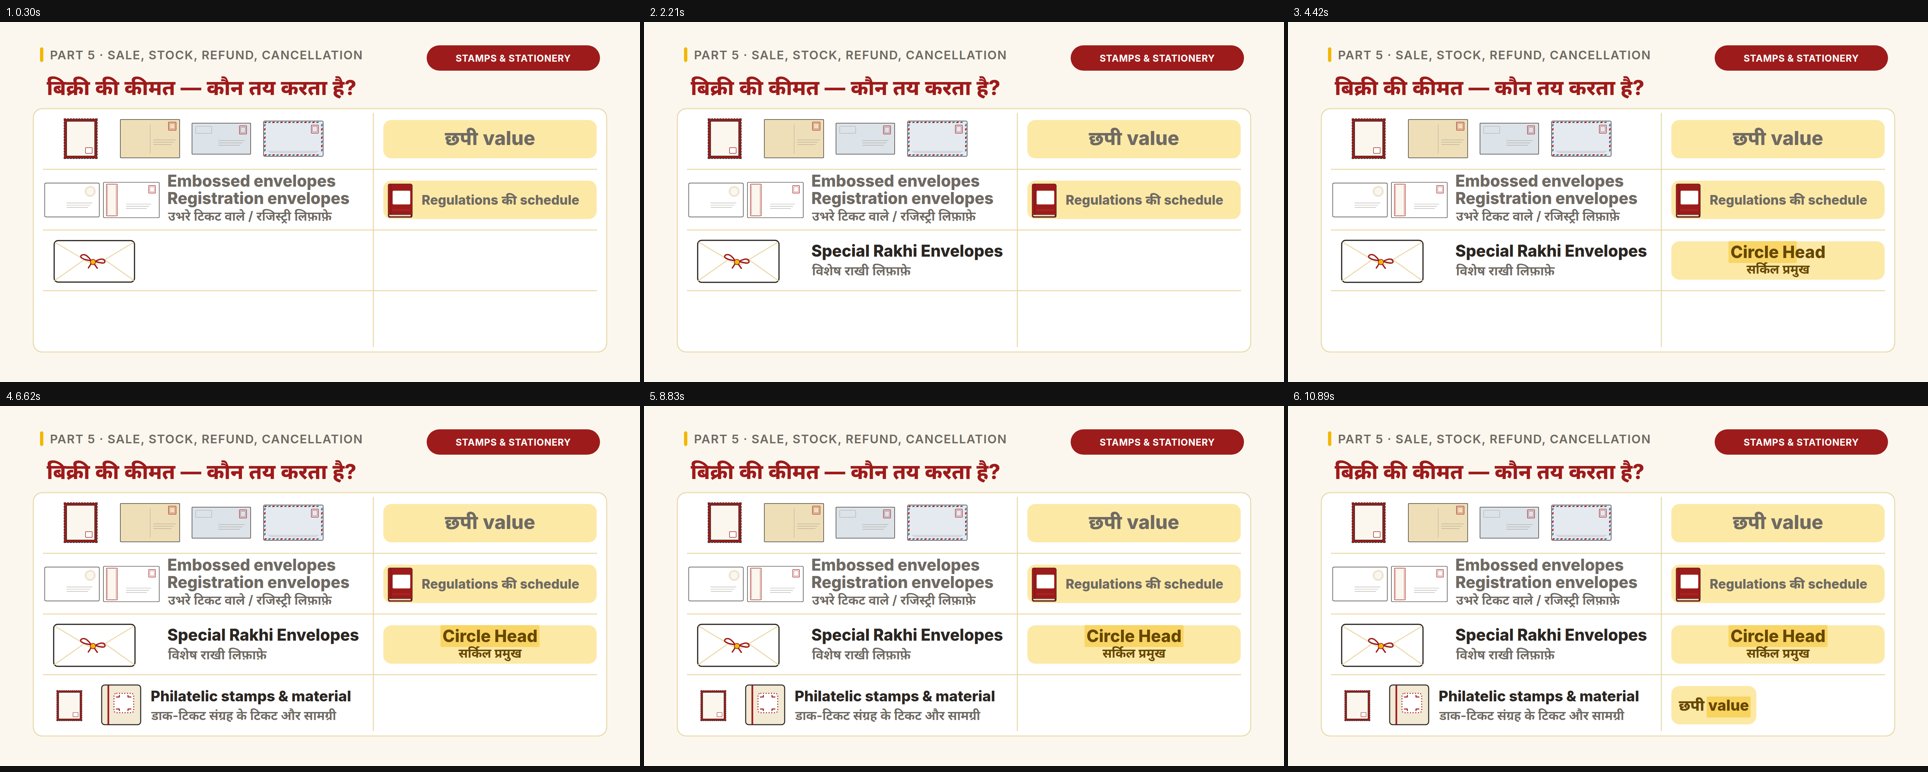 1. 0.30s
PART 5 · SALE, STOCK, REFUND, CANCELLATION
STAMPS & STATIONERY
बिक्री की कीमत — कौन तय करता है?
छपी value
Embossed envelopes
Registration envelopes
उभरे टिकट वाले / रजिस्ट्री लिफ़ाफ़े
Regulations की schedule
2. 2.21s
PART 5 · SALE, STOCK, REFUND, CANCELLATION
STAMPS & STATIONERY
बिक्री की कीमत — कौन तय करता है?
छपी value
Embossed envelopes
Registration envelopes
उभरे टिकट वाले / रजिस्ट्री लिफ़ाफ़े
Regulations की schedule
Special Rakhi Envelopes
विशेष राखी लिफ़ाफ़े
3. 4.42s
PART 5 · SALE, STOCK, REFUND, CANCELLATION
STAMPS & STATIONERY
बिक्री की कीमत — कौन तय करता है?
छपी value
Embossed envelopes
Registration envelopes
उभरे टिकट वाले / रजिस्ट्री लिफ़ाफ़े
Regulations की schedule
Special Rakhi Envelopes
विशेष राखी लिफ़ाफ़े
Circle Head
सर्किल प्रमुख
4. 6.62s
PART 5 · SALE, STOCK, REFUND, CANCELLATION
STAMPS & STATIONERY
बिक्री की कीमत — कौन तय करता है?
छपी value
Embossed envelopes
Registration envelopes
उभरे टिकट वाले / रजिस्ट्री लिफ़ाफ़े
Regulations की schedule
Special Rakhi Envelopes
विशेष राखी लिफ़ाफ़े
Circle Head
सर्किल प्रमुख
Philatelic stamps & material
डाक-टिकट संग्रह के टिकट और सामग्री
5. 8.83s
PART 5 · SALE, STOCK, REFUND, CANCELLATION
STAMPS & STATIONERY
बिक्री की कीमत — कौन तय करता है?
छपी value
Embossed envelopes
Registration envelopes
उभरे टिकट वाले / रजिस्ट्री लिफ़ाफ़े
Regulations की schedule
Special Rakhi Envelopes
विशेष राखी लिफ़ाफ़े
Circle Head
सर्किल प्रमुख
Philatelic stamps & material
डाक-टिकट संग्रह के टिकट और सामग्री
6. 10.89s
PART 5 · SALE, STOCK, REFUND, CANCELLATION
STAMPS & STATIONERY
बिक्री की कीमत — कौन तय करता है?
छपी value
Embossed envelopes
Registration envelopes
उभरे टिकट वाले / रजिस्ट्री लिफ़ाफ़े
Regulations की schedule
Special Rakhi Envelopes
विशेष राखी लिफ़ाफ़े
Circle Head
सर्किल प्रमुख
Philatelic stamps & material
डाक-टिकट संग्रह के टिकट और सामग्री
छपी value